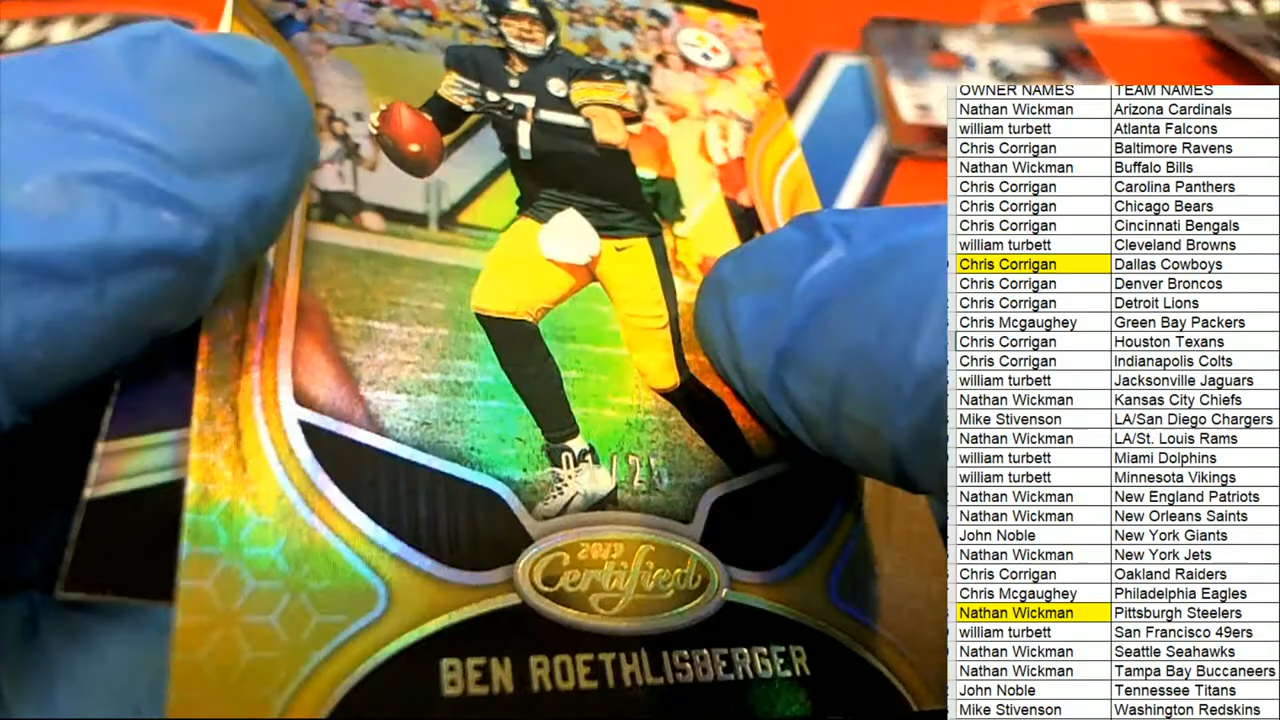 7
/25
2019
Certified
BEN ROETHLISBERGER
OWNER NAMES TEAM NAMES
Nathan Wickman Arizona Cardinals
william turbett Atlanta Falcons
Chris Corrigan Baltimore Ravens
Nathan Wickman Buffalo Bills
Chris Corrigan Carolina Panthers
Chris Corrigan Chicago Bears
Chris Corrigan Cincinnati Bengals
william turbett Cleveland Browns
Chris Corrigan Dallas Cowboys
Chris Corrigan Denver Broncos
Chris Corrigan Detroit Lions
Chris Mcgaughey Green Bay Packers
Chris Corrigan Houston Texans
Chris Corrigan Indianapolis Colts
william turbett Jacksonville Jaguars
Nathan Wickman Kansas City Chiefs
Mike Stivenson LA/San Diego Chargers
Nathan Wickman LA/St. Louis Rams
william turbett Miami Dolphins
william turbett Minnesota Vikings
Nathan Wickman New England Patriots
Nathan Wickman New Orleans Saints
John Noble New York Giants
Nathan Wickman New York Jets
Chris Corrigan Oakland Raiders
Chris Mcgaughey Philadelphia Eagles
Nathan Wickman Pittsburgh Steelers
william turbett San Francisco 49ers
Nathan Wickman Seattle Seahawks
Nathan Wickman Tampa Bay Buccaneers
John Noble Tennessee Titans
Mike Stivenson Washington Redskins